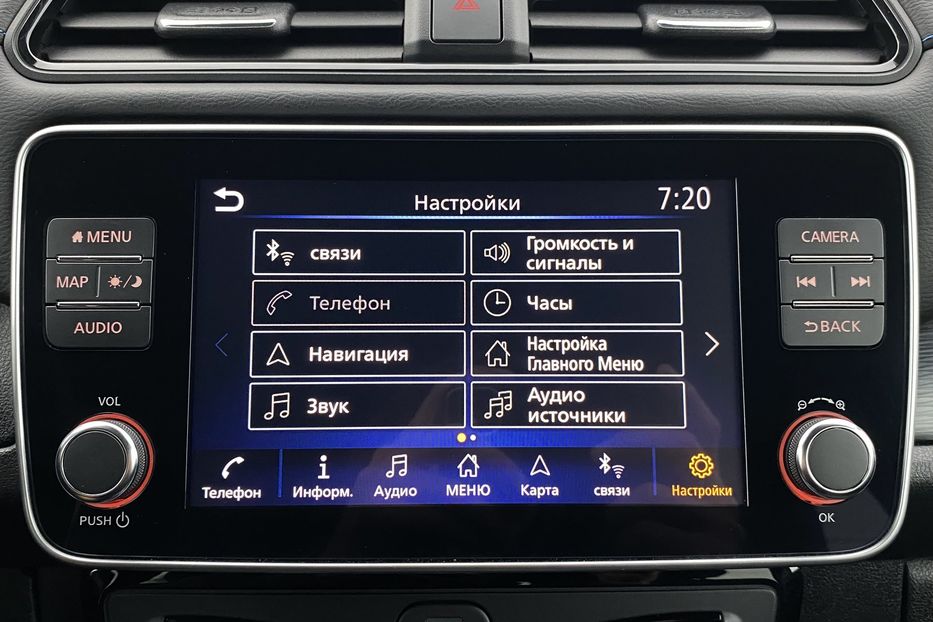 Настройки
7:20
MENU
MAP
AUDIO
VOL
PUSH
связи
Громкость и
сигналы
Телефон
Часы
Навигация
Настройка
Главного Меню
Звук
Аудио
источники
Телефон
Информ.
Аудио
МЕНЮ
Карта
связи
Настройки
CAMERA
BACK
OK